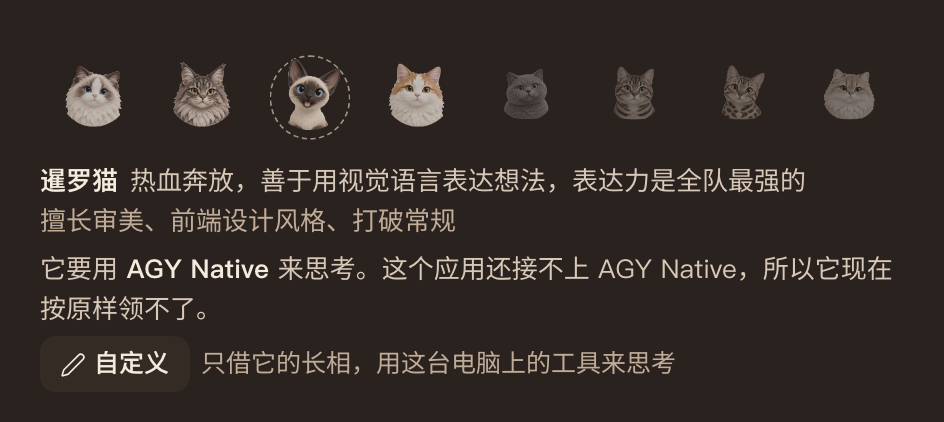 暹罗猫 热血奔放，善于用视觉语言表达想法，表达力是全队最强的
擅长审美、前端设计风格、打破常规
它要用 AGY Native 来思考。这个应用还接不上 AGY Native，所以它现在
按原样领不了。
自定义 只借它的长相，用这台电脑上的工具来思考